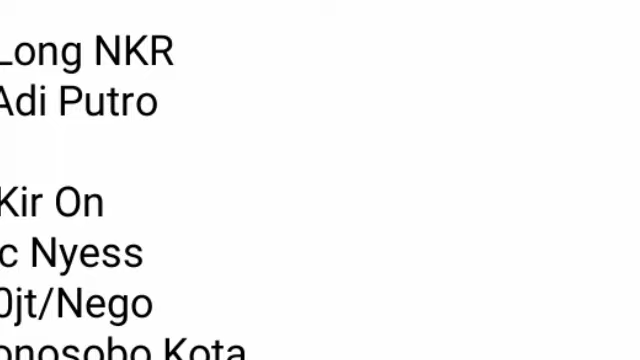 Long NKR
Adi Putro
Kir On
c Nyess
0jt/Nego
onosobo Kota